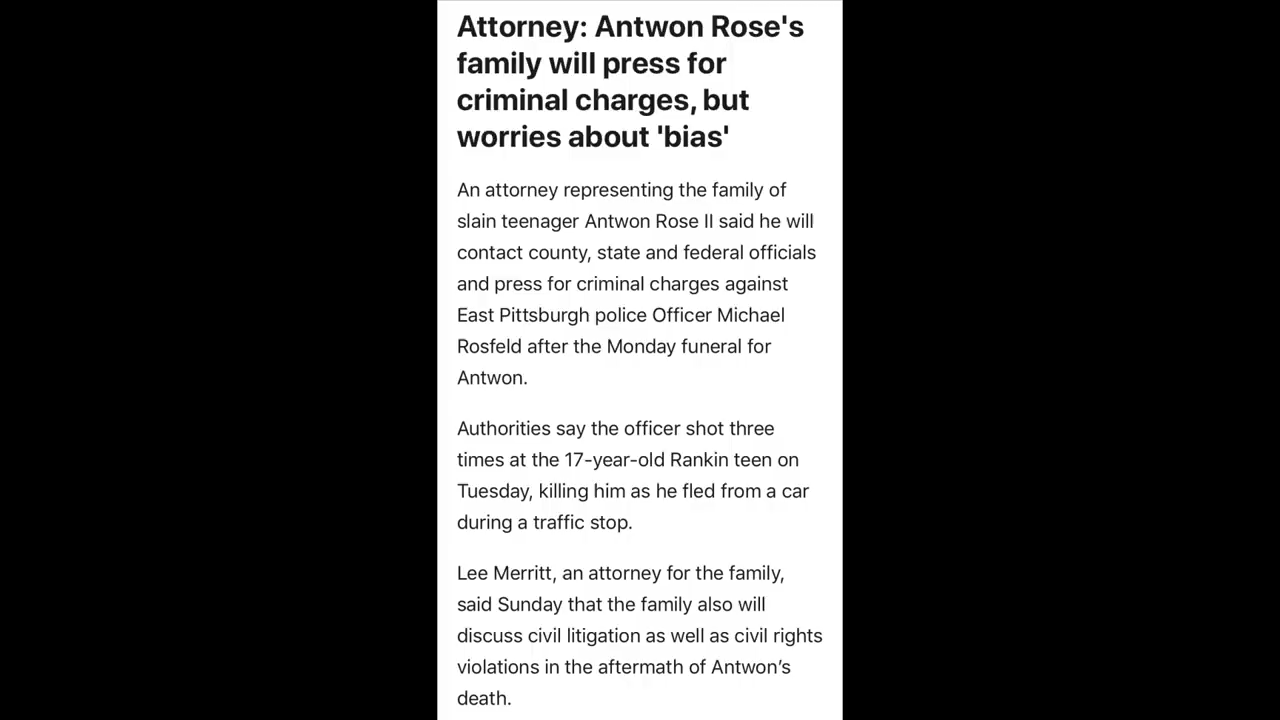 Attorney: Antwon Rose's
family will press for
criminal charges, but
worries about 'bias'
An attorney representing the family of
slain teenager Antwon Rose II said he will
contact county, state and federal officials
and press for criminal charges against
East Pittsburgh police Officer Michael
Rosfeld after the Monday funeral for
Antwon.
Authorities say the officer shot three
times at the 17-year-old Rankin teen on
Tuesday, killing him as he fled from a car
during a traffic stop.
Lee Merritt, an attorney for the family,
said Sunday that the family also will
discuss civil litigation as well as civil rights
violations in the aftermath of Antwon’s
death.